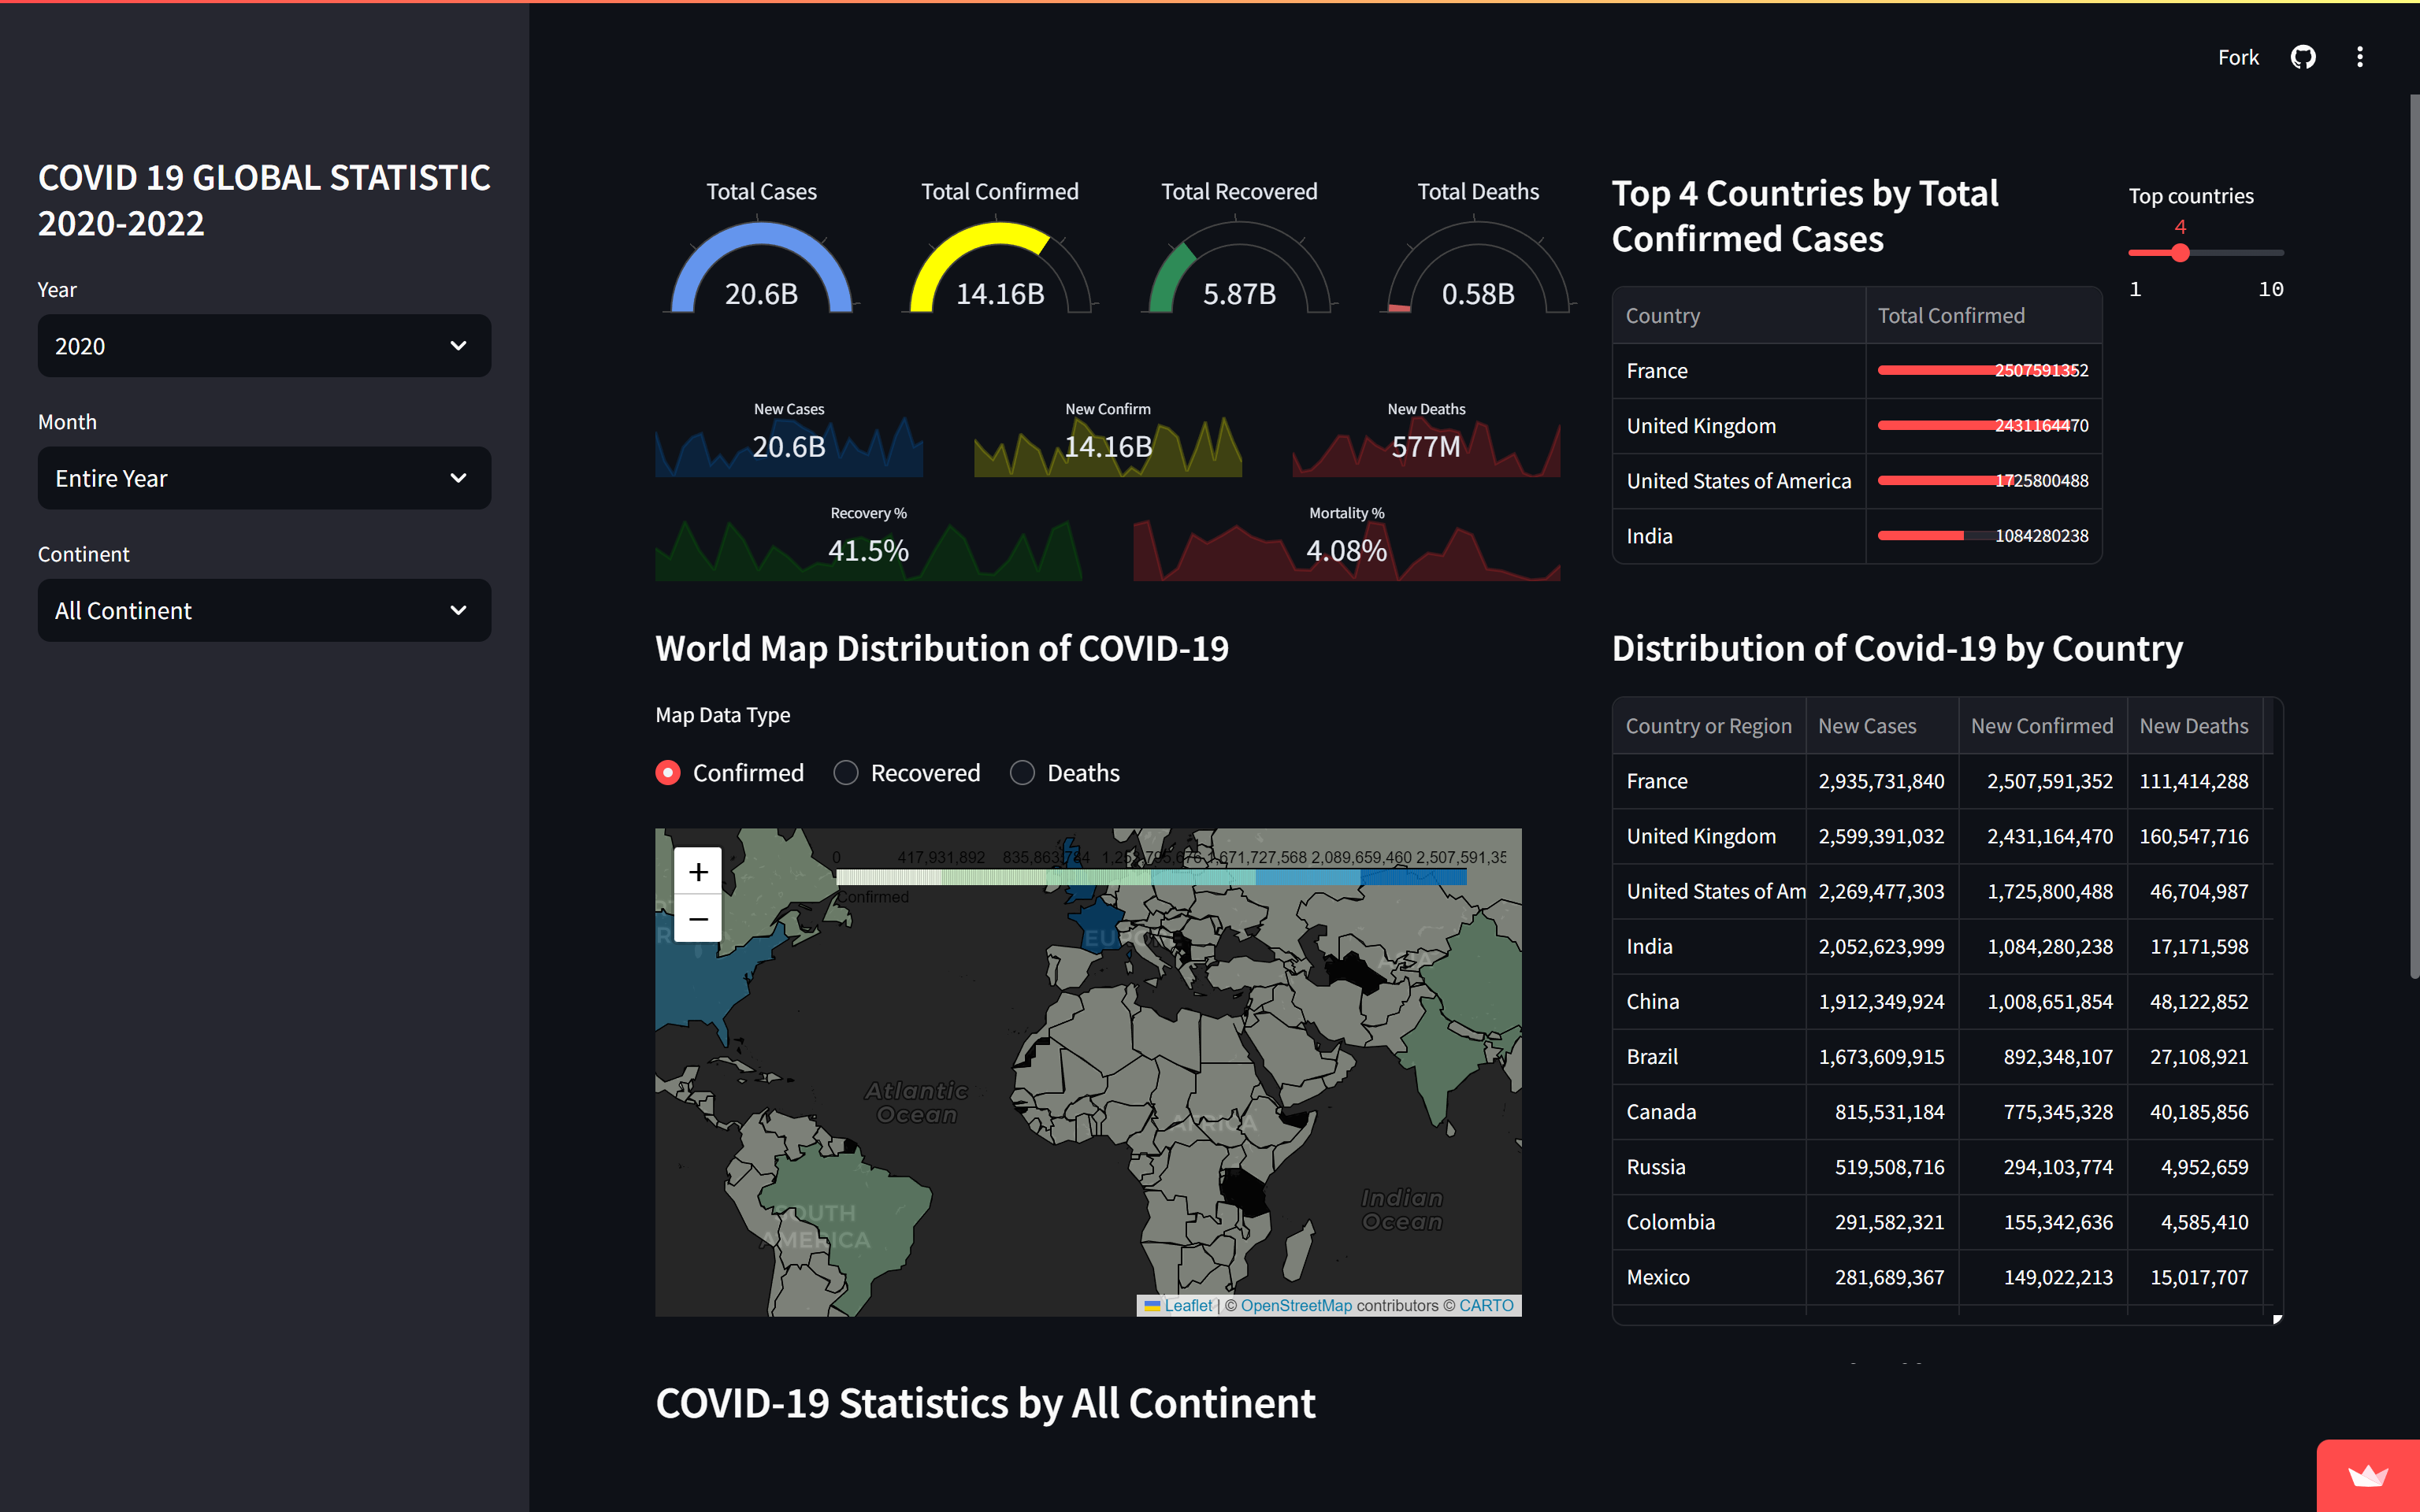 Fork
COVID 19 GLOBAL STATISTIC
2020-2022
Year
2020
Month
Entire Year
Continent
All Continent
Total Cases
20.6B
Total Confirmed
14.16B
Total Recovered
5.87B
Total Deaths
0.58B
New Cases
20.6B
New Confirm
14.16B
New Deaths
577M
Recovery %
41.5%
Mortality %
4.08%
Top 4 Countries by Total
Confirmed Cases
Top countries
4
1 10
Country Total Confirmed
France 2507591352
United Kingdom 2431164470
United States of America 1725800488
India 1084280238
World Map Distribution of COVID-19
Map Data Type
Confirmed Recovered Deaths
+
−
0 417,931,892 835,863,784 1,671,727,568 2,089,659,460 2,507,591,35
Confirmed
EUROPE
ASIA
Atlantic
Ocean
AFRICA
Indian
Ocean
SOUTH
AMERICA
Leaflet | © OpenStreetMap contributors © CARTO
Distribution of Covid-19 by Country
Country or Region New Cases New Confirmed New Deaths
France 2,935,731,840 2,507,591,352 111,414,288
United Kingdom 2,599,391,032 2,431,164,470 160,547,716
United States of Am 2,269,477,303 1,725,800,488 46,704,987
India 2,052,623,999 1,084,280,238 17,171,598
China 1,912,349,924 1,008,651,854 48,122,852
Brazil 1,673,609,915 892,348,107 27,108,921
Canada 815,531,184 775,345,328 40,185,856
Russia 519,508,716 294,103,774 4,952,659
Colombia 291,582,321 155,342,636 4,585,410
Mexico 281,689,367 149,022,213 15,017,707
COVID-19 Statistics by All Continent